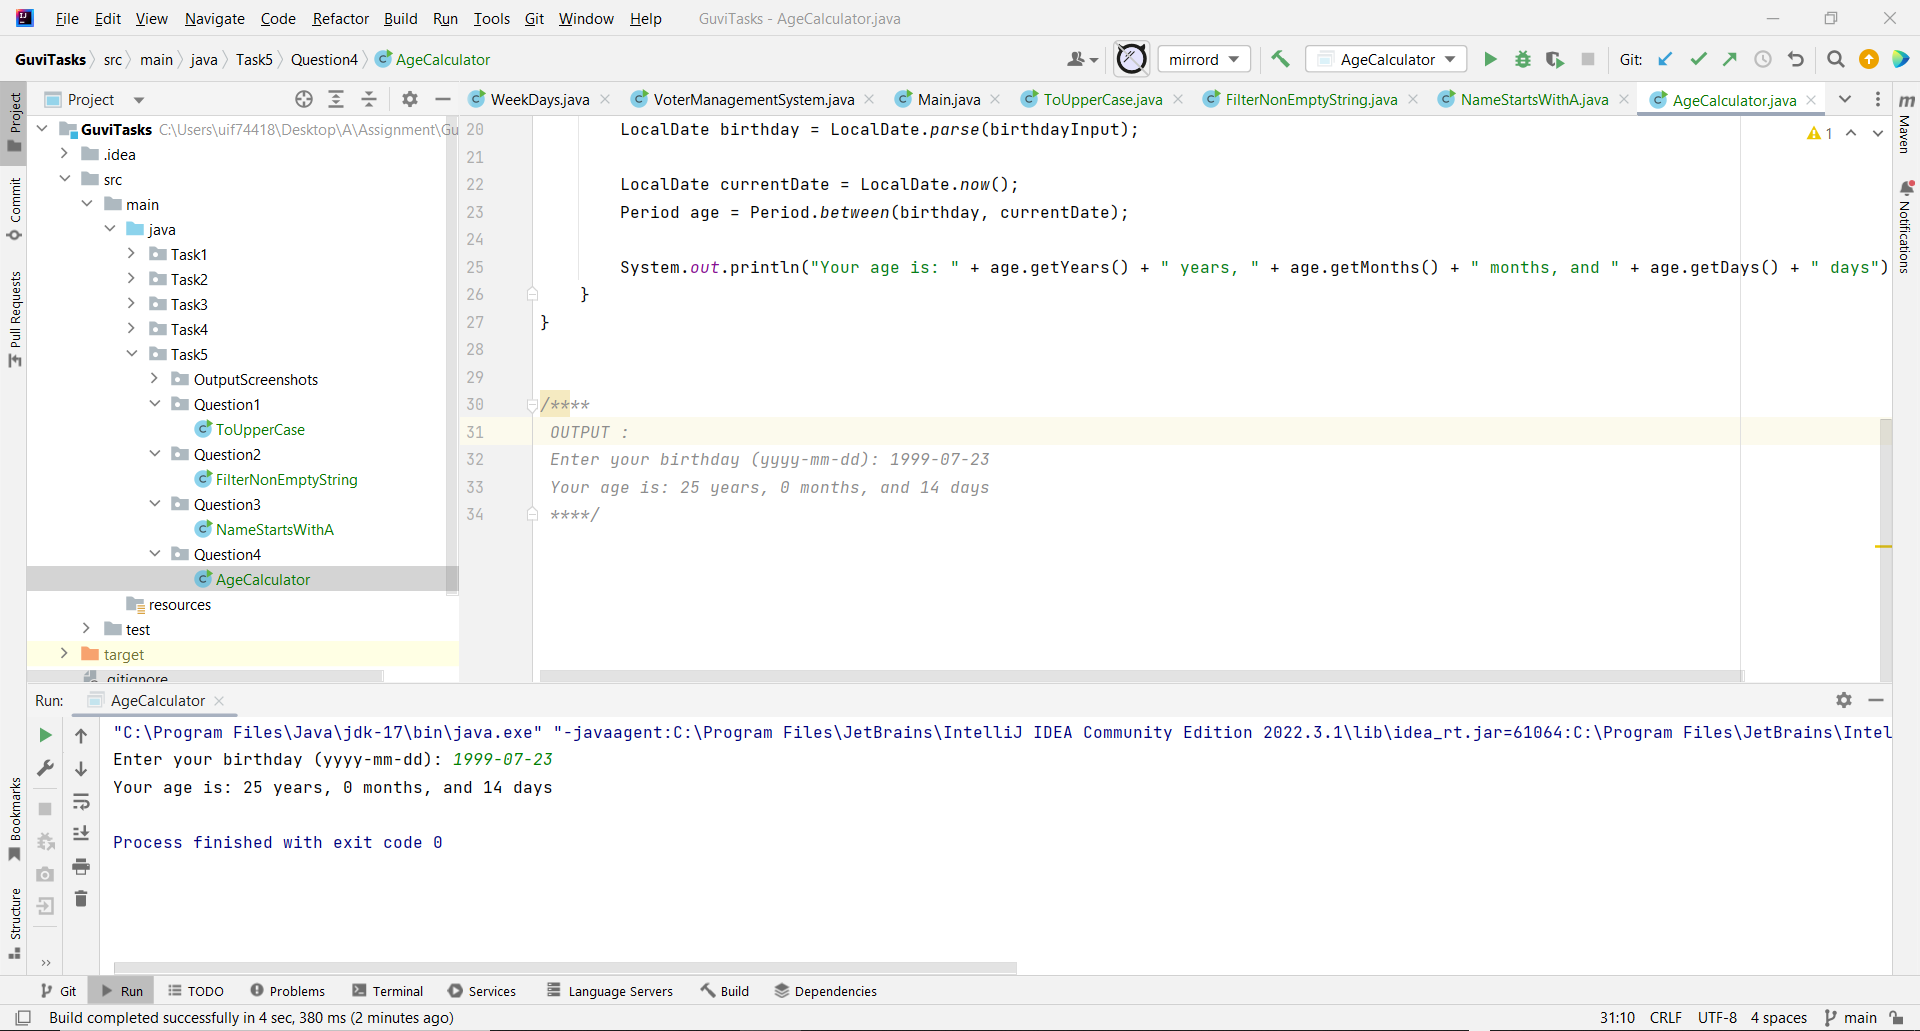 File Edit View Navigate Code Refactor Build Run Tools Git Window Help GuviTasks - AgeCalculator.java
GuviTasks src main java Task5 Question4 AgeCalculator mirrord AgeCalculator Git:
Project WeekDays.java VoterManagementSystem.java Main.java ToUpperCase.java FilterNonEmptyString.java NameStartsWithA.java AgeCalculator.java
Project
Commit
Pull Requests
Bookmarks
Structure
GuviTasks C:\Users\uif74418\Desktop\A\Assignment\Gu
.idea
src
main
java
Task1
Task2
Task3
Task4
Task5
OutputScreenshots
Question1
ToUpperCase
Question2
FilterNonEmptyString
Question3
NameStartsWithA
Question4
AgeCalculator
resources
test
target
.gitignore
20 LocalDate birthday = LocalDate.parse(birthdayInput);
21
22 LocalDate currentDate = LocalDate.now();
23 Period age = Period.between(birthday, currentDate);
24
25 System.out.println("Your age is: " + age.getYears() + " years, " + age.getMonths() + " months, and " + age.getDays() + " days")
26 }
27 }
28
29
30 /****
31 OUTPUT :
32 Enter your birthday (yyyy-mm-dd): 1999-07-23
33 Your age is: 25 years, 0 months, and 14 days
34 ****/
1
m
Maven
Notifications
Run: AgeCalculator
"C:\Program Files\Java\jdk-17\bin\java.exe" "-javaagent:C:\Program Files\JetBrains\IntelliJ IDEA Community Edition 2022.3.1\lib\idea_rt.jar=61064:C:\Program Files\JetBrains\Intel
Enter your birthday (yyyy-mm-dd): 1999-07-23
Your age is: 25 years, 0 months, and 14 days
Process finished with exit code 0
Git Run TODO Problems Terminal Services Language Servers Build Dependencies
Build completed successfully in 4 sec, 380 ms (2 minutes ago) 31:10 CRLF UTF-8 4 spaces main